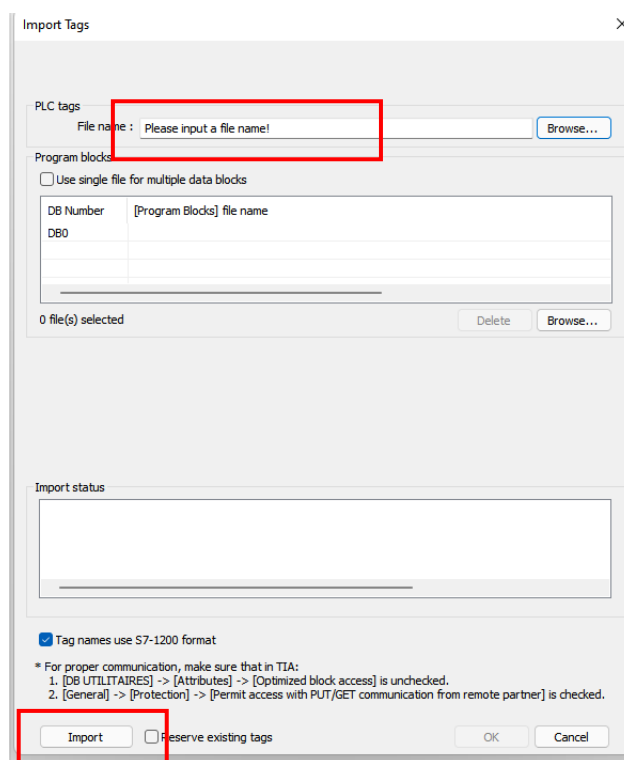 Import Tags
PLC tags
File name : Please input a file name! Browse...
Program blocks
Use single file for multiple data blocks
DB Number [Program Blocks] file name
DB0
0 file(s) selected Delete Browse...
Import status
Tag names use S7-1200 format
* For proper communication, make sure that in TIA:
1. [DB UTILITAIRES] -> [Attributes] -> [Optimized block access] is unchecked.
2. [General] -> [Protection] -> [Permit access with PUT/GET communication from remote partner] is checked.
Import Reserve existing tags OK Cancel